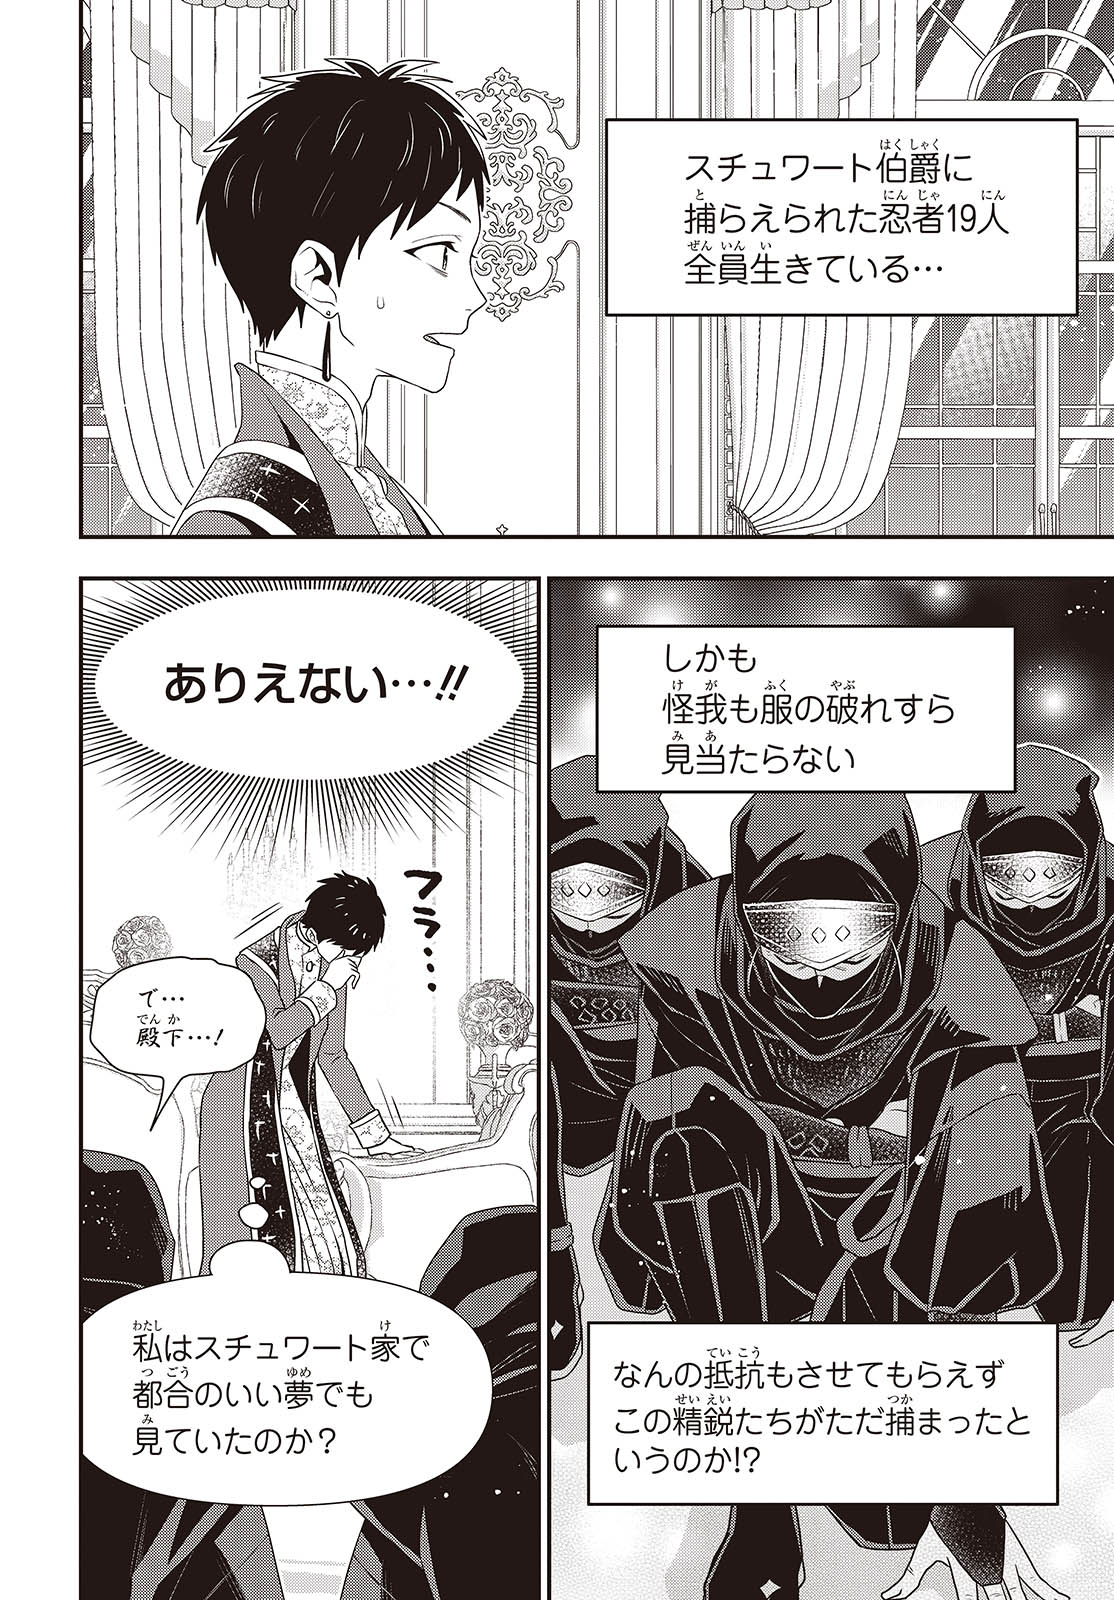 スチュワート伯爵に
捕らえられた忍者19人
全員生きている…
しかも
怪我も服の破れすら
見当たらない
なんの抵抗もさせてもらえず
この精鋭たちがただ捕まったと
いうのか!?
ありえない…!!
フラ…
で…
殿下…!
私はスチュワート家で
都合のいい夢でも
見ていたのか?